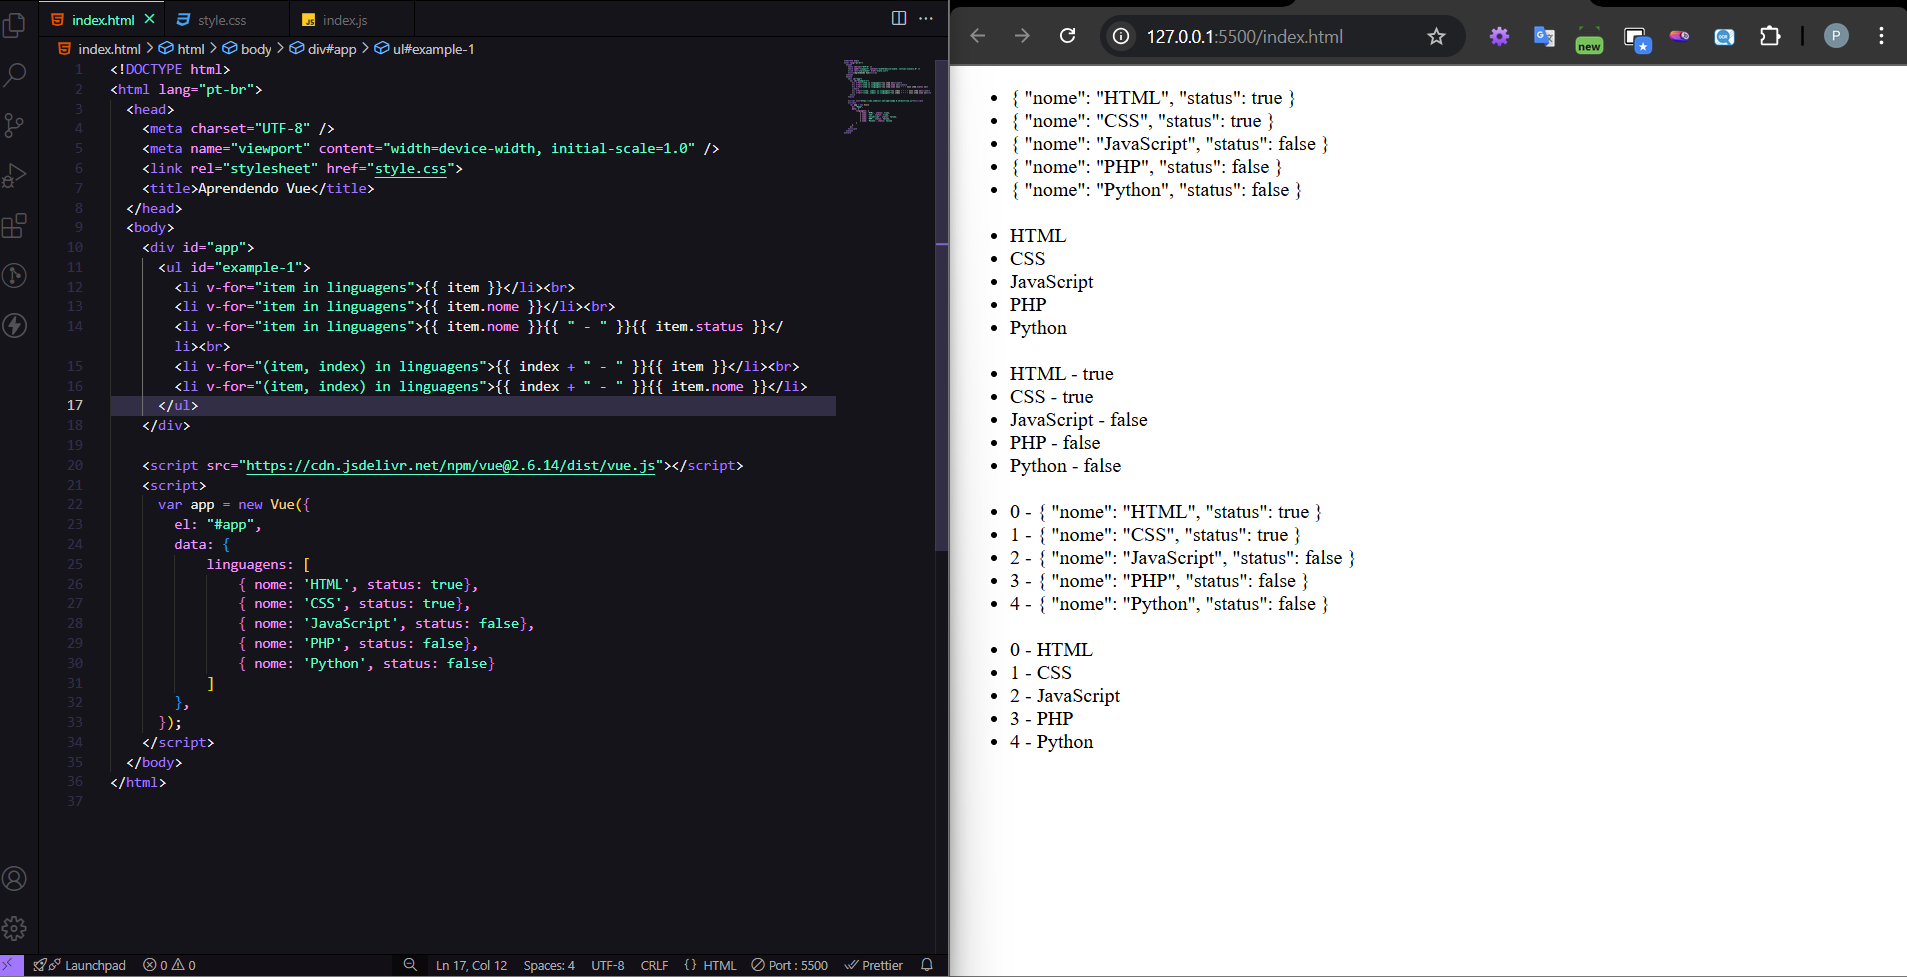 index.html
style.css
JS index.js
index.html > html > body > div#app > ul#example-1
1 <!DOCTYPE html>
2 <html lang="pt-br">
3 <head>
4 <meta charset="UTF-8" />
5 <meta name="viewport" content="width=device-width, initial-scale=1.0" />
6 <link rel="stylesheet" href="style.css">
7 <title>Aprendendo Vue</title>
8 </head>
9 <body>
10 <div id="app">
11 <ul id="example-1">
12 <li v-for="item in linguagens">{{ item }}</li><br>
13 <li v-for="item in linguagens">{{ item.nome }}</li><br>
14 <li v-for="item in linguagens">{{ item.nome }}{{ " - " }}{{ item.status }}</
li><br>
15 <li v-for="(item, index) in linguagens">{{ index + " - " }}{{ item }}</li><br>
16 <li v-for="(item, index) in linguagens">{{ index + " - " }}{{ item.nome }}</li>
17 </ul>
18 </div>
19
20 <script src="https://cdn.jsdelivr.net/npm/vue@2.6.14/dist/vue.js"></script>
21 <script>
22 var app = new Vue({
23 el: "#app",
24 data: {
25 linguagens: [
26 { nome: 'HTML', status: true},
27 { nome: 'CSS', status: true},
28 { nome: 'JavaScript', status: false},
29 { nome: 'PHP', status: false},
30 { nome: 'Python', status: false}
31 ]
32 },
33 });
34 </script>
35 </body>
36 </html>
37
Launchpad 0 0 Ln 17, Col 12 Spaces: 4 UTF-8 CRLF {} HTML Port : 5500 Prettier
127.0.0.1:5500/index.html
new
P
• { "nome": "HTML", "status": true }
• { "nome": "CSS", "status": true }
• { "nome": "JavaScript", "status": false }
• { "nome": "PHP", "status": false }
• { "nome": "Python", "status": false }
• HTML
• CSS
• JavaScript
• PHP
• Python
• HTML - true
• CSS - true
• JavaScript - false
• PHP - false
• Python - false
• 0 - { "nome": "HTML", "status": true }
• 1 - { "nome": "CSS", "status": true }
• 2 - { "nome": "JavaScript", "status": false }
• 3 - { "nome": "PHP", "status": false }
• 4 - { "nome": "Python", "status": false }
• 0 - HTML
• 1 - CSS
• 2 - JavaScript
• 3 - PHP
• 4 - Python